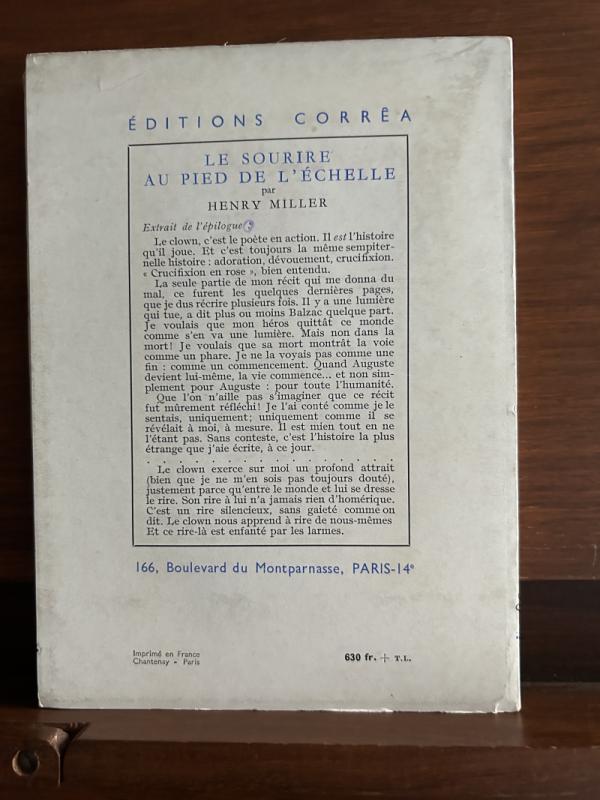 ÉDITIONS CORRÊA
LE SOURIRE
AU PIED DE L'ÉCHELLE
par
HENRY MILLER
Extrait de l'épilogue
Le clown, c'est le poète en action. Il est l'histoire
qu'il joue. Et c'est toujours la même sempiter-
nelle histoire : adoration, dévouement, crucifixion.
« Crucifixion en rose », bien entendu.
La seule partie de mon récit qui me donna du
mal, ce furent les quelques dernières pages,
que je dus récrire plusieurs fois. Il y a une lumière
qui tue, a dit plus ou moins Balzac quelque part.
Je voulais que mon héros quittât ce monde
comme s'en va une lumière. Mais non dans la
mort! Je voulais que sa mort montrât la voie
comme un phare. Je ne la voyais pas comme une
fin : comme un commencement. Quand Auguste
devient lui-même, la vie commence... et non sim-
plement pour Auguste : pour toute l'humanité.
Que l'on n'aille pas s'imaginer que ce récit
fut mûrement réfléchi! Je l'ai conté comme je le
sentais, uniquement; uniquement comme il se
révélait à moi, à mesure. Il est mien tout en ne
l'étant pas. Sans conteste, c'est l'histoire la plus
étrange que j'aie écrite, à ce jour.
. . . . . . . . . . . . . . . . . .
Le clown exerce sur moi un profond attrait
(bien que je ne m'en sois pas toujours douté),
justement parce qu'entre le monde et lui se dresse
le rire. Son rire à lui n'a jamais rien d'homérique.
C'est un rire silencieux, sans gaieté comme on
dit. Le clown nous apprend à rire de nous-mêmes
Et ce rire-là est enfanté par les larmes.
166, Boulevard du Montparnasse, PARIS-14e
Imprimé en France
Chantenay - Paris
630 fr. + T.L.